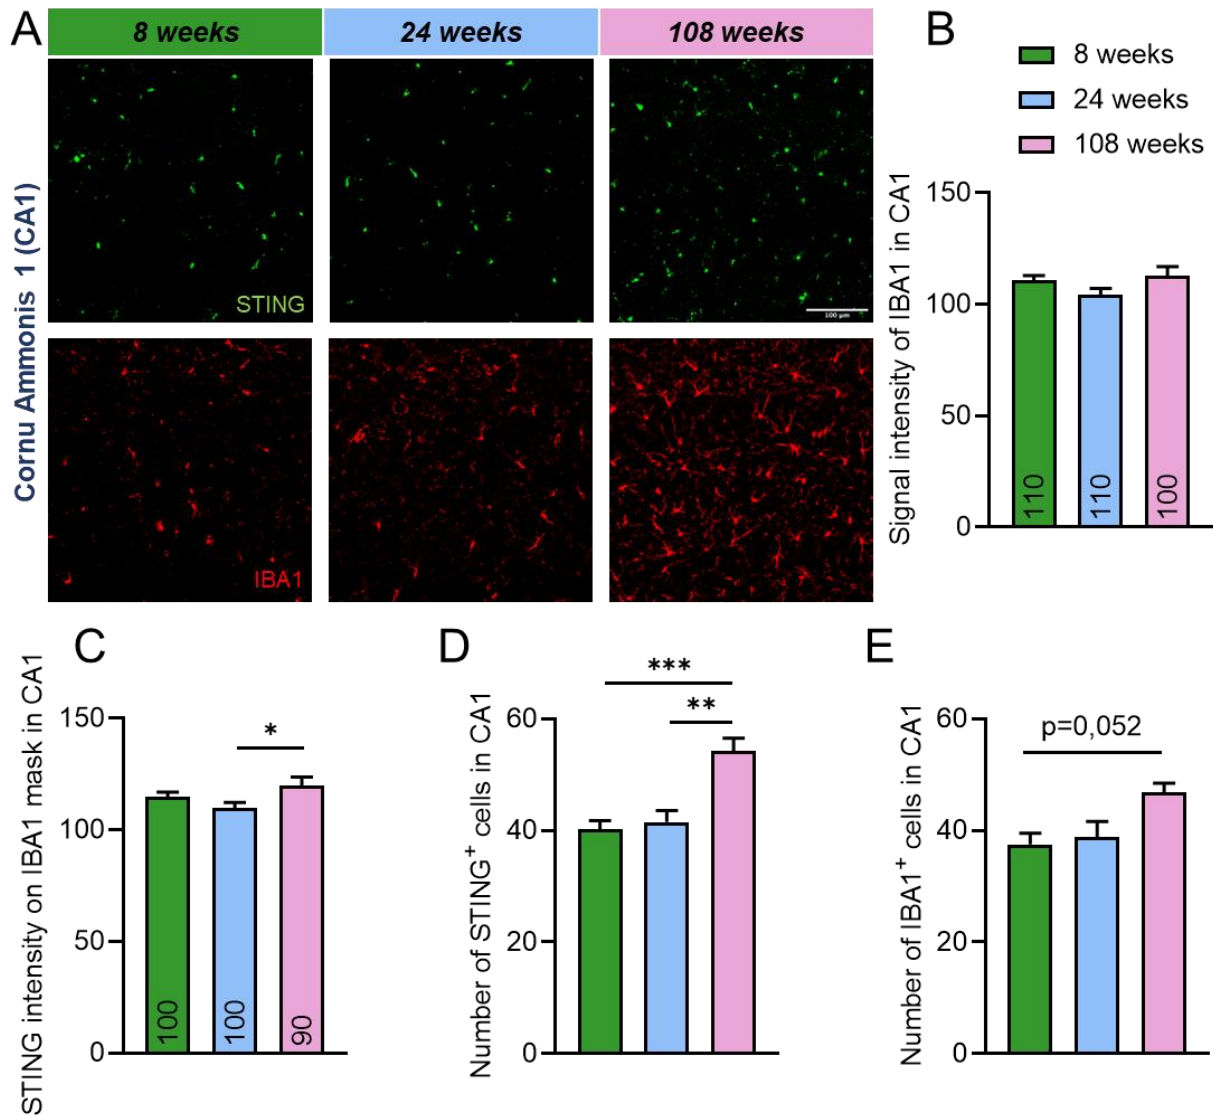 A
8 weeks
24 weeks
108 weeks
Cornu Ammonis 1 (CA1)
STING
100 µm
IBA1
B
8 weeks
24 weeks
108 weeks
Signal intensity of IBA1 in CA1
150
100
50
0
110
110
100
C
STING intensity on IBA1 mask in CA1
150
100
50
0
*
100
100
90
D
Number of STING⁺ cells in CA1
60
40
20
0
***
**
E
Number of IBA1⁺ cells in CA1
60
40
20
0
p=0,052